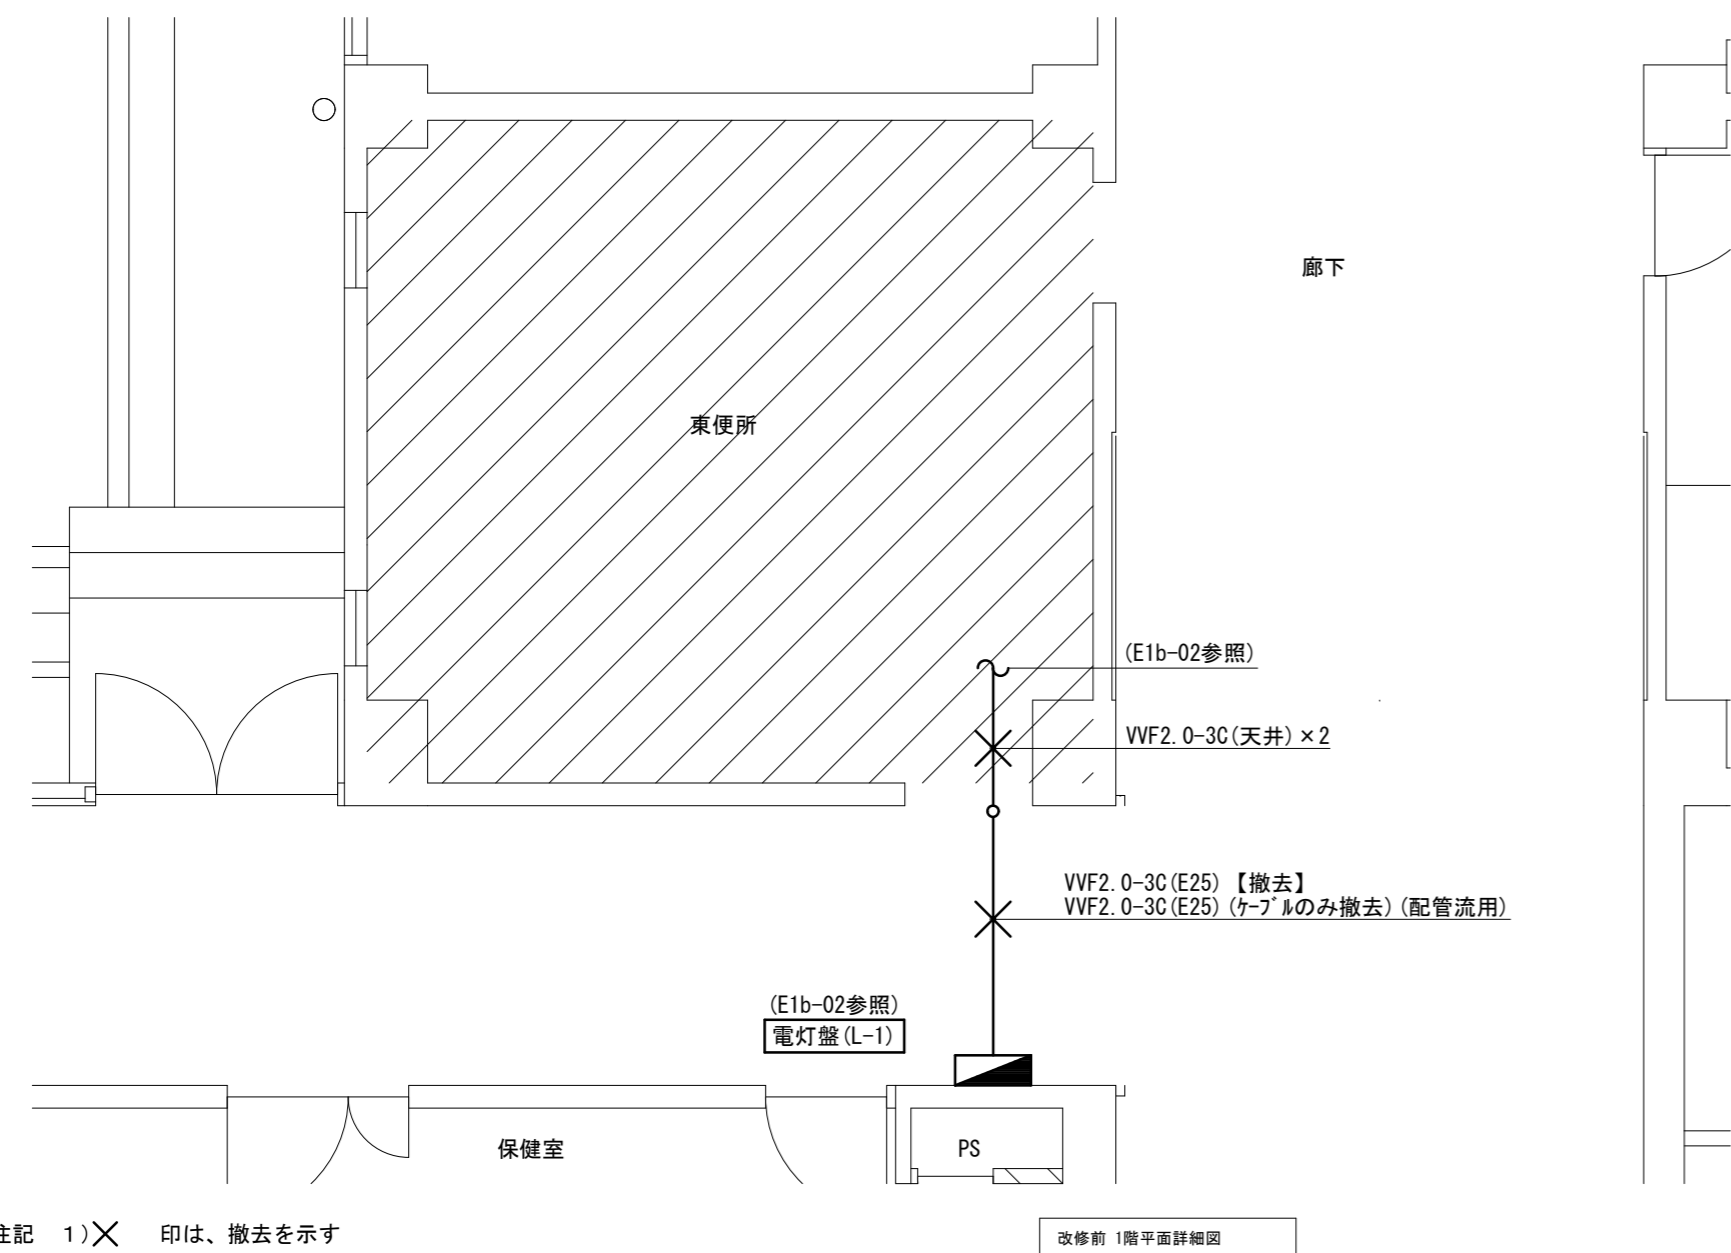 廊下
東便所
(E1b-02参照)
VVF2.0-3C(天井)×2
VVF2.0-3C(E25)【撤去】
VVF2.0-3C(E25)(ｹｰﾌﾞﾙのみ撤去)(配管流用)
(E1b-02参照)
電灯盤(L-1)
保健室
PS
注記 1)✕ 印は、撤去を示す
改修前 1階平面詳細図